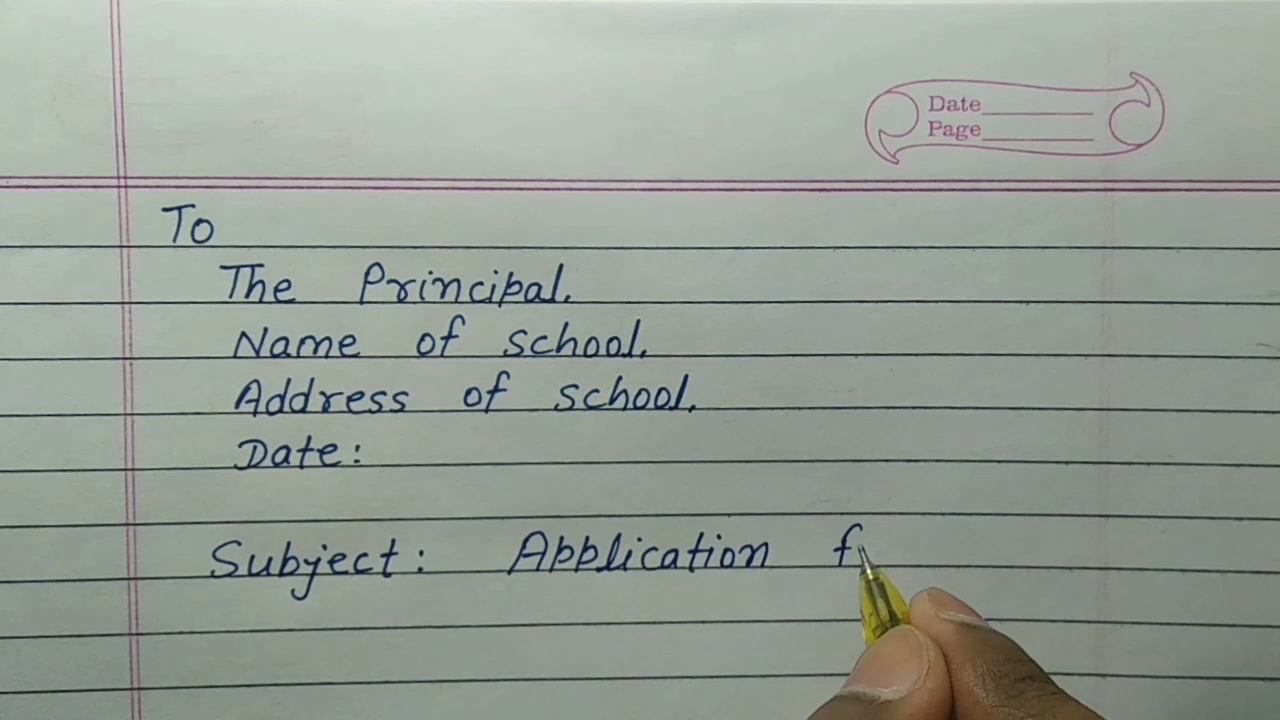 Date
Page
To
The Principal.
Name of school.
Address of school.
Date:
Subject: Application f